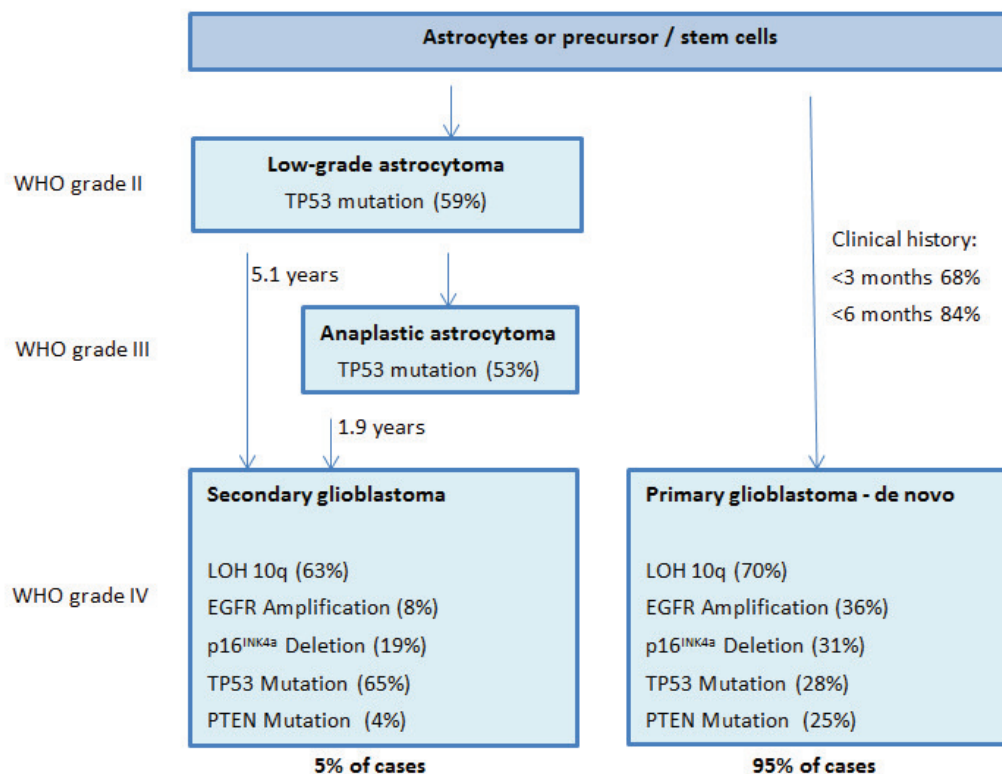 Astrocytes or precursor / stem cells
WHO grade II
Low-grade astrocytoma
TP53 mutation (59%)
Clinical history:
<3 months 68%
<6 months 84%
5.1 years
WHO grade III
Anaplastic astrocytoma
TP53 mutation (53%)
1.9 years
WHO grade IV
Secondary glioblastoma
LOH 10q (63%)
EGFR Amplification (8%)
p16^INK4a Deletion (19%)
TP53 Mutation (65%)
PTEN Mutation (4%)
5% of cases
Primary glioblastoma - de novo
LOH 10q (70%)
EGFR Amplification (36%)
p16^INK4a Deletion (31%)
TP53 Mutation (28%)
PTEN Mutation (25%)
95% of cases